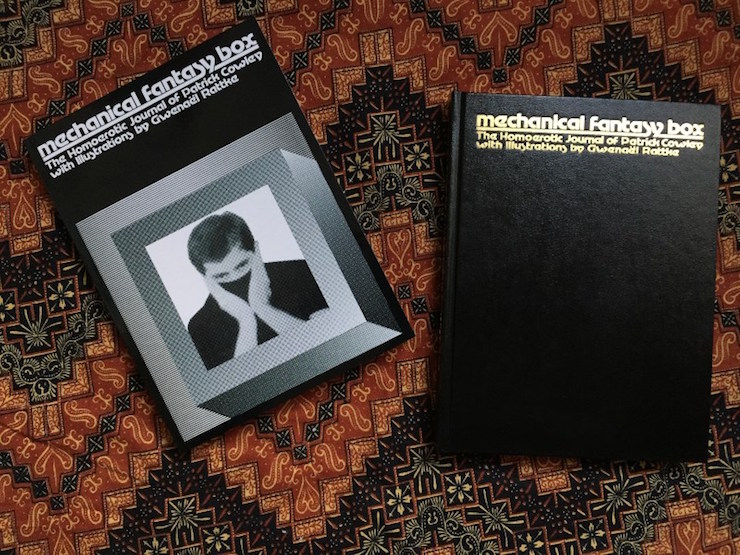 mechanical fantasy box
The Homoerotic Journal of Patrick Cowley
with Illustrations by Gwenaël Rattke
mechanical fantasy box
The Homoerotic Journal of Patrick Cowley
with Illustrations by Gwenaël Rattke